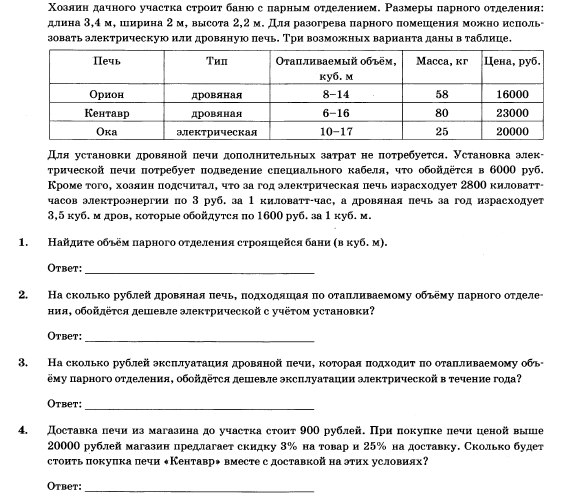 Хозяин дачного участка строит баню с парным отделением. Размеры парного отделения:
длина 3,4 м, ширина 2 м, высота 2,2 м. Для разогрева парного помещения можно исполь-
зовать электрическую или дровяную печь. Три возможных варианта даны в таблице.
Печь Тип Отапливаемый объём, куб. м Масса, кг Цена, руб.
Орион дровяная 8–14 58 16000
Кентавр дровяная 6–16 80 23000
Ока электрическая 10–17 25 20000
Для установки дровяной печи дополнительных затрат не потребуется. Установка элек-
трической печи потребует подведение специального кабеля, что обойдётся в 6000 руб.
Кроме того, хозяин подсчитал, что за год электрическая печь израсходует 2800 киловатт-
часов электроэнергии по 3 руб. за 1 киловатт-час, а дровяная печь за год израсходует
3,5 куб. м дров, которые обойдутся по 1600 руб. за 1 куб. м.
1. Найдите объём парного отделения строящейся бани (в куб. м).
Ответ:
2. На сколько рублей дровяная печь, подходящая по отапливаемому объёму парного отделе-
ния, обойдётся дешевле электрической с учётом установки?
Ответ:
3. На сколько рублей эксплуатация дровяной печи, которая подходит по отапливаемому объ-
ёму парного отделения, обойдётся дешевле эксплуатации электрической в течение года?
Ответ:
4. Доставка печи из магазина до участка стоит 900 рублей. При покупке печи ценой выше
20000 рублей магазин предлагает скидку 3% на товар и 25% на доставку. Сколько будет
стоить покупка печи «Кентавр» вместе с доставкой на этих условиях?
Ответ: